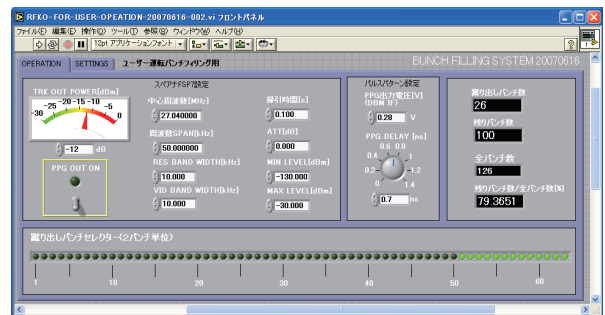 RFKO-FOR-USER-OPEATION-20070616-002.vi フロントパネル
ファイル(F) 編集(E) 操作(O) ツール(T) 参照(B) ウィンドウ(W) ヘルプ(H)
12pt アプリケーションフォント
OPERATION SETTINGS ユーザー運転バンチフィリング用 BUNCH FILLING SYSTEM 20070616
TRK OUT POWER[dBm]
-30 -25 -20 -15 -10 -5 0
-12 dB
PPG OUT ON
スペアナFSP7設定
中心周波数[MHz]
27.040000
周波数SPAN[kHz]
50.000000
RES BAND WIDTH[kHz]
10.000
VID BAND WIDTH[kHz]
10.000
掃引時間[s]
0.100
ATT[dB]
0.000
MIN LEVEL[dBm]
-130.000
MAX LEVEL[dBm]
-30.000
パルスパターン設定
PPG出力電圧[V]
(DBM IF)
0.28 V
PPG DELAY [ns]
0.6 0.8
0.4 1
0.2 1.2
0 1.4
0.7 ns
蹴り出しバンチ数
26
残りバンチ数
100
全バンチ数
126
残りバンチ数/全バンチ数[%]
79.3651
蹴り出しバンチセレクター(2バンチ単位)
1 10 20 30 40 50 60